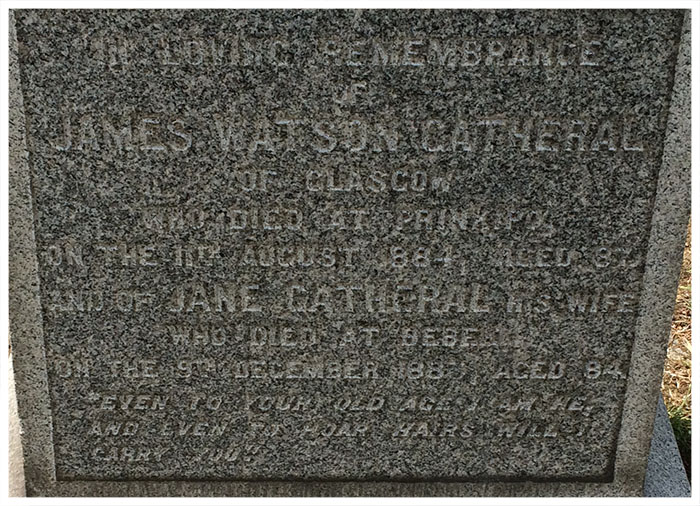 IN LOVING REMEMBRANCE
OF
JAMES WATSON CATHERAL
OF GLASGOW
WHO DIED AT PRINKIPO,
ON THE 11TH AUGUST 1884, AGED
AND OF JANE CATHERAL HIS WIFE
WHO DIED AT BEBEK
ON THE 9TH DECEMBER 1887, AGED 84.
"EVEN TO YOUR OLD AGE I AM HE,
AND EVEN TO HOAR HAIRS WILL I
CARRY YOU."